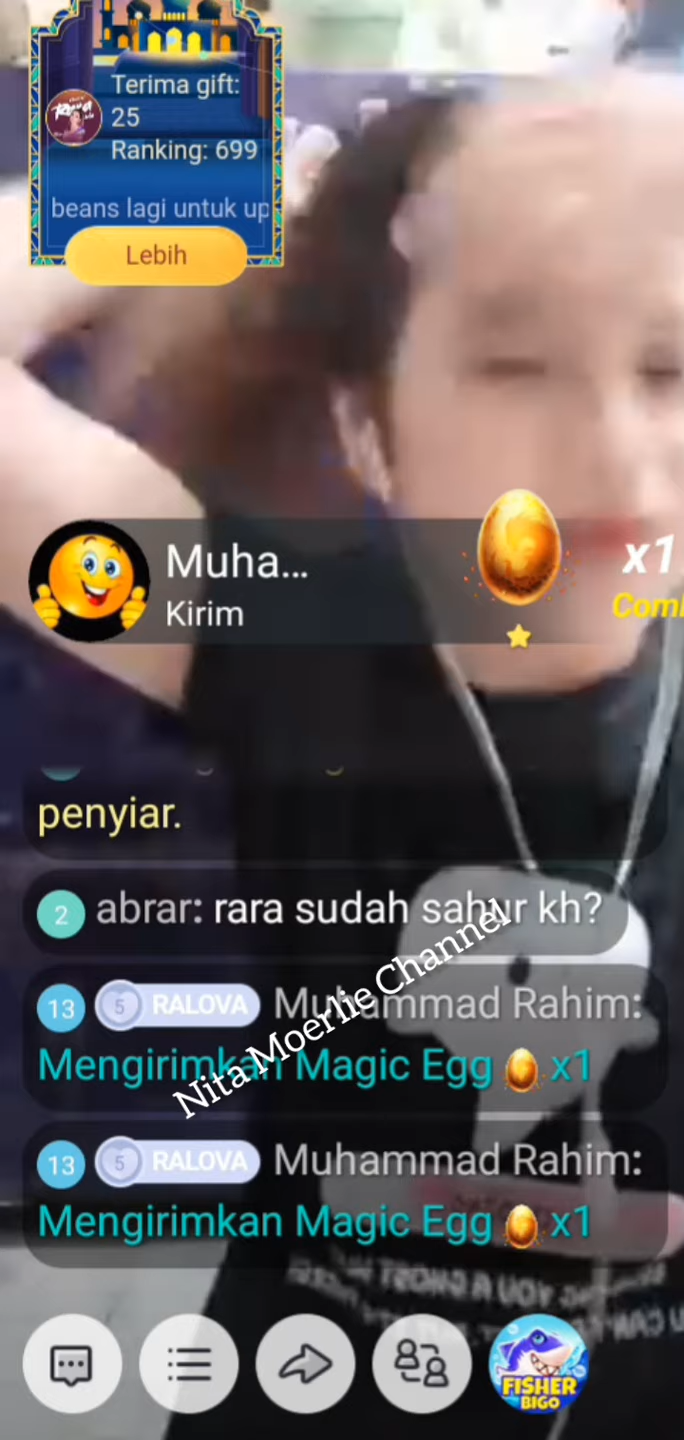 Terima gift:
25
Ranking: 699
beans lagi untuk up
Lebih
Muha...
Kirim
x1
penyiar.
2 abrar: rara sudah sahur kh?
13 5 RALOVA Muhammad Rahim:
Mengirimkan Magic Egg x1
Nita Moerlie Channel
13 5 RALOVA Muhammad Rahim:
Mengirimkan Magic Egg x1
FISHER
BIGO